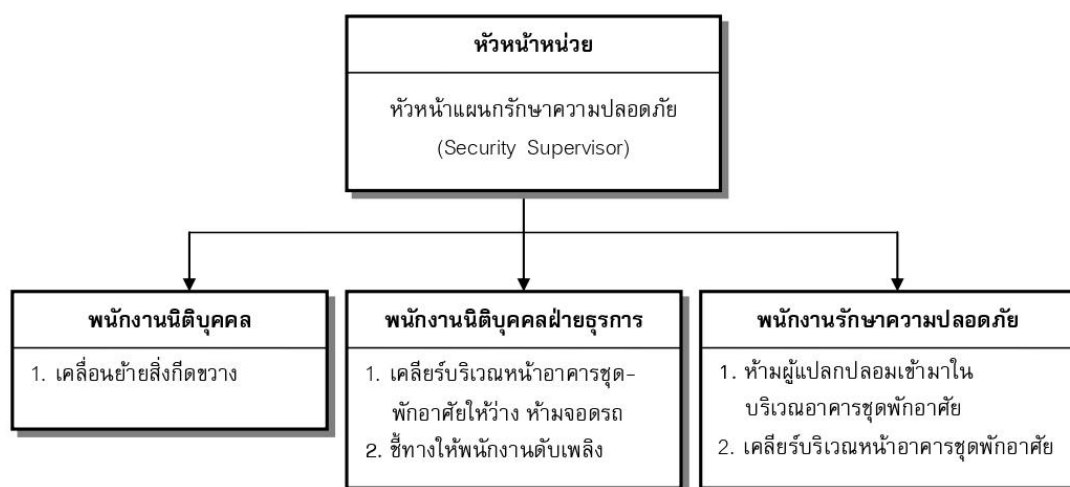 หัวหน้าหน่วย
หัวหน้าแผนกรักษาความปลอดภัย
(Security Supervisor)
พนักงานนิติบุคคล
1. เคลื่อนย้ายสิ่งกีดขวาง
พนักงานนิติบุคคลฝ่ายธุรการ
1. เคลียร์บริเวณหน้าอาคารชุด-
พักอาศัยให้ว่าง ห้ามจอดรถ
2. ชี้ทางให้พนักงานดับเพลิง
พนักงานรักษาความปลอดภัย
1. ห้ามผู้แปลกปลอมเข้ามาใน
บริเวณอาคารชุดพักอาศัย
2. เคลียร์บริเวณหน้าอาคารชุดพักอาศัย